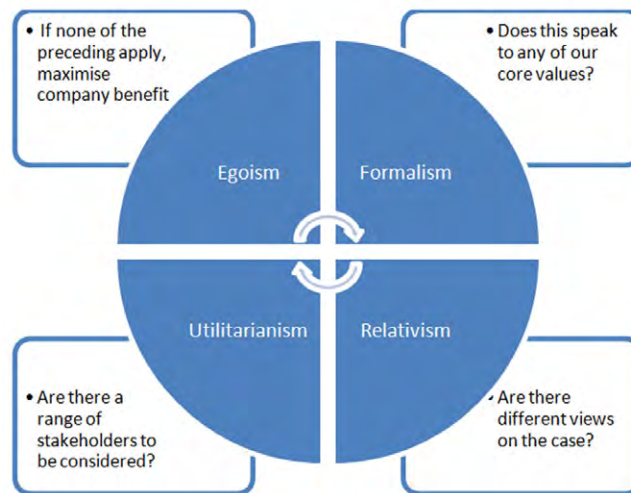 • If none of the
preceding apply,
maximise
company benefit
• Does this speak
to any of our
core values?
Egoism
Formalism
Utilitarianism
Relativism
• Are there a
range of
stakeholders to
be considered?
• Are there
different views
on the case?